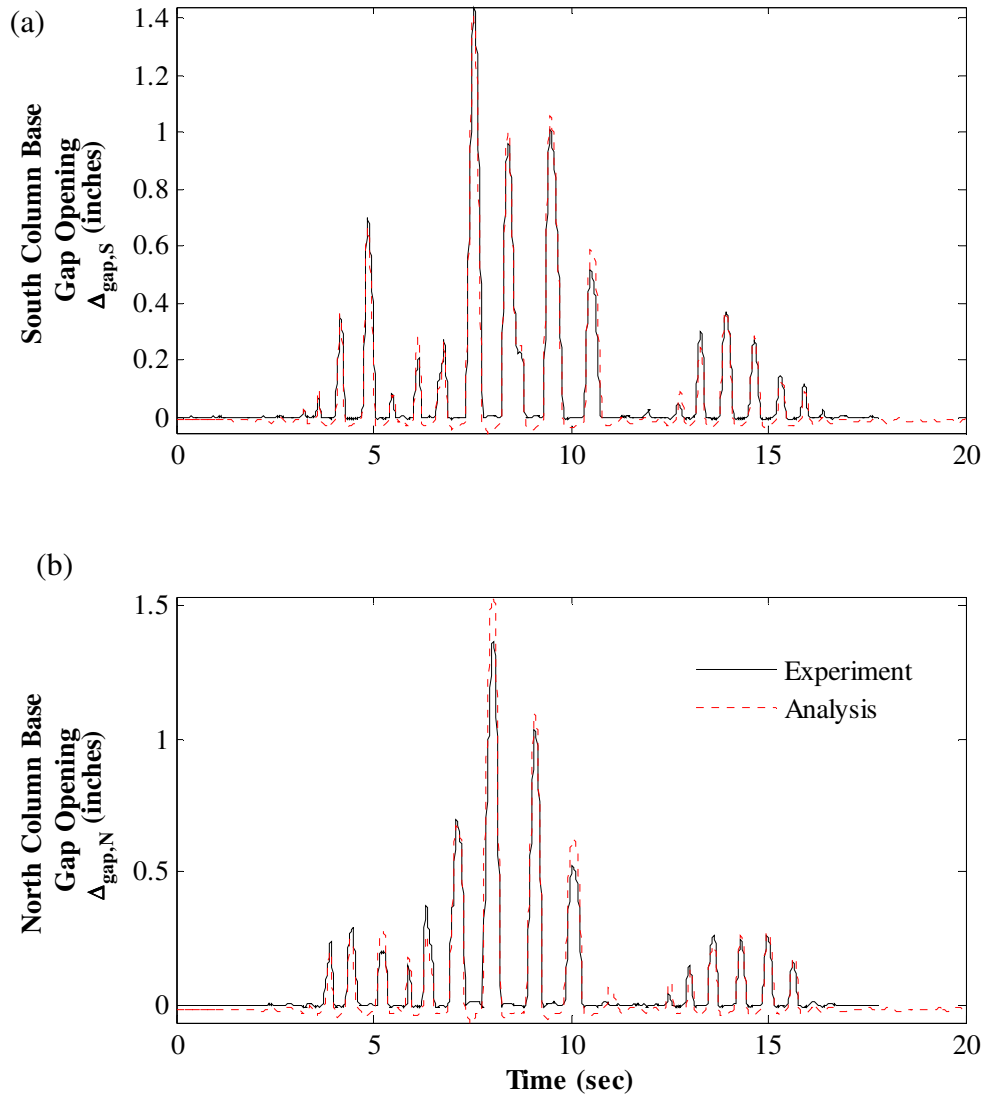 (a)
South Column Base
Gap Opening
Δgap,S (inches)
1.4
1.2
1
0.8
0.6
0.4
0.2
0
0 5 10 15 20
(b)
North Column Base
Gap Opening
Δgap,N (inches)
1.5
1
0.5
0
Experiment
Analysis
0 5 10 15 20
Time (sec)